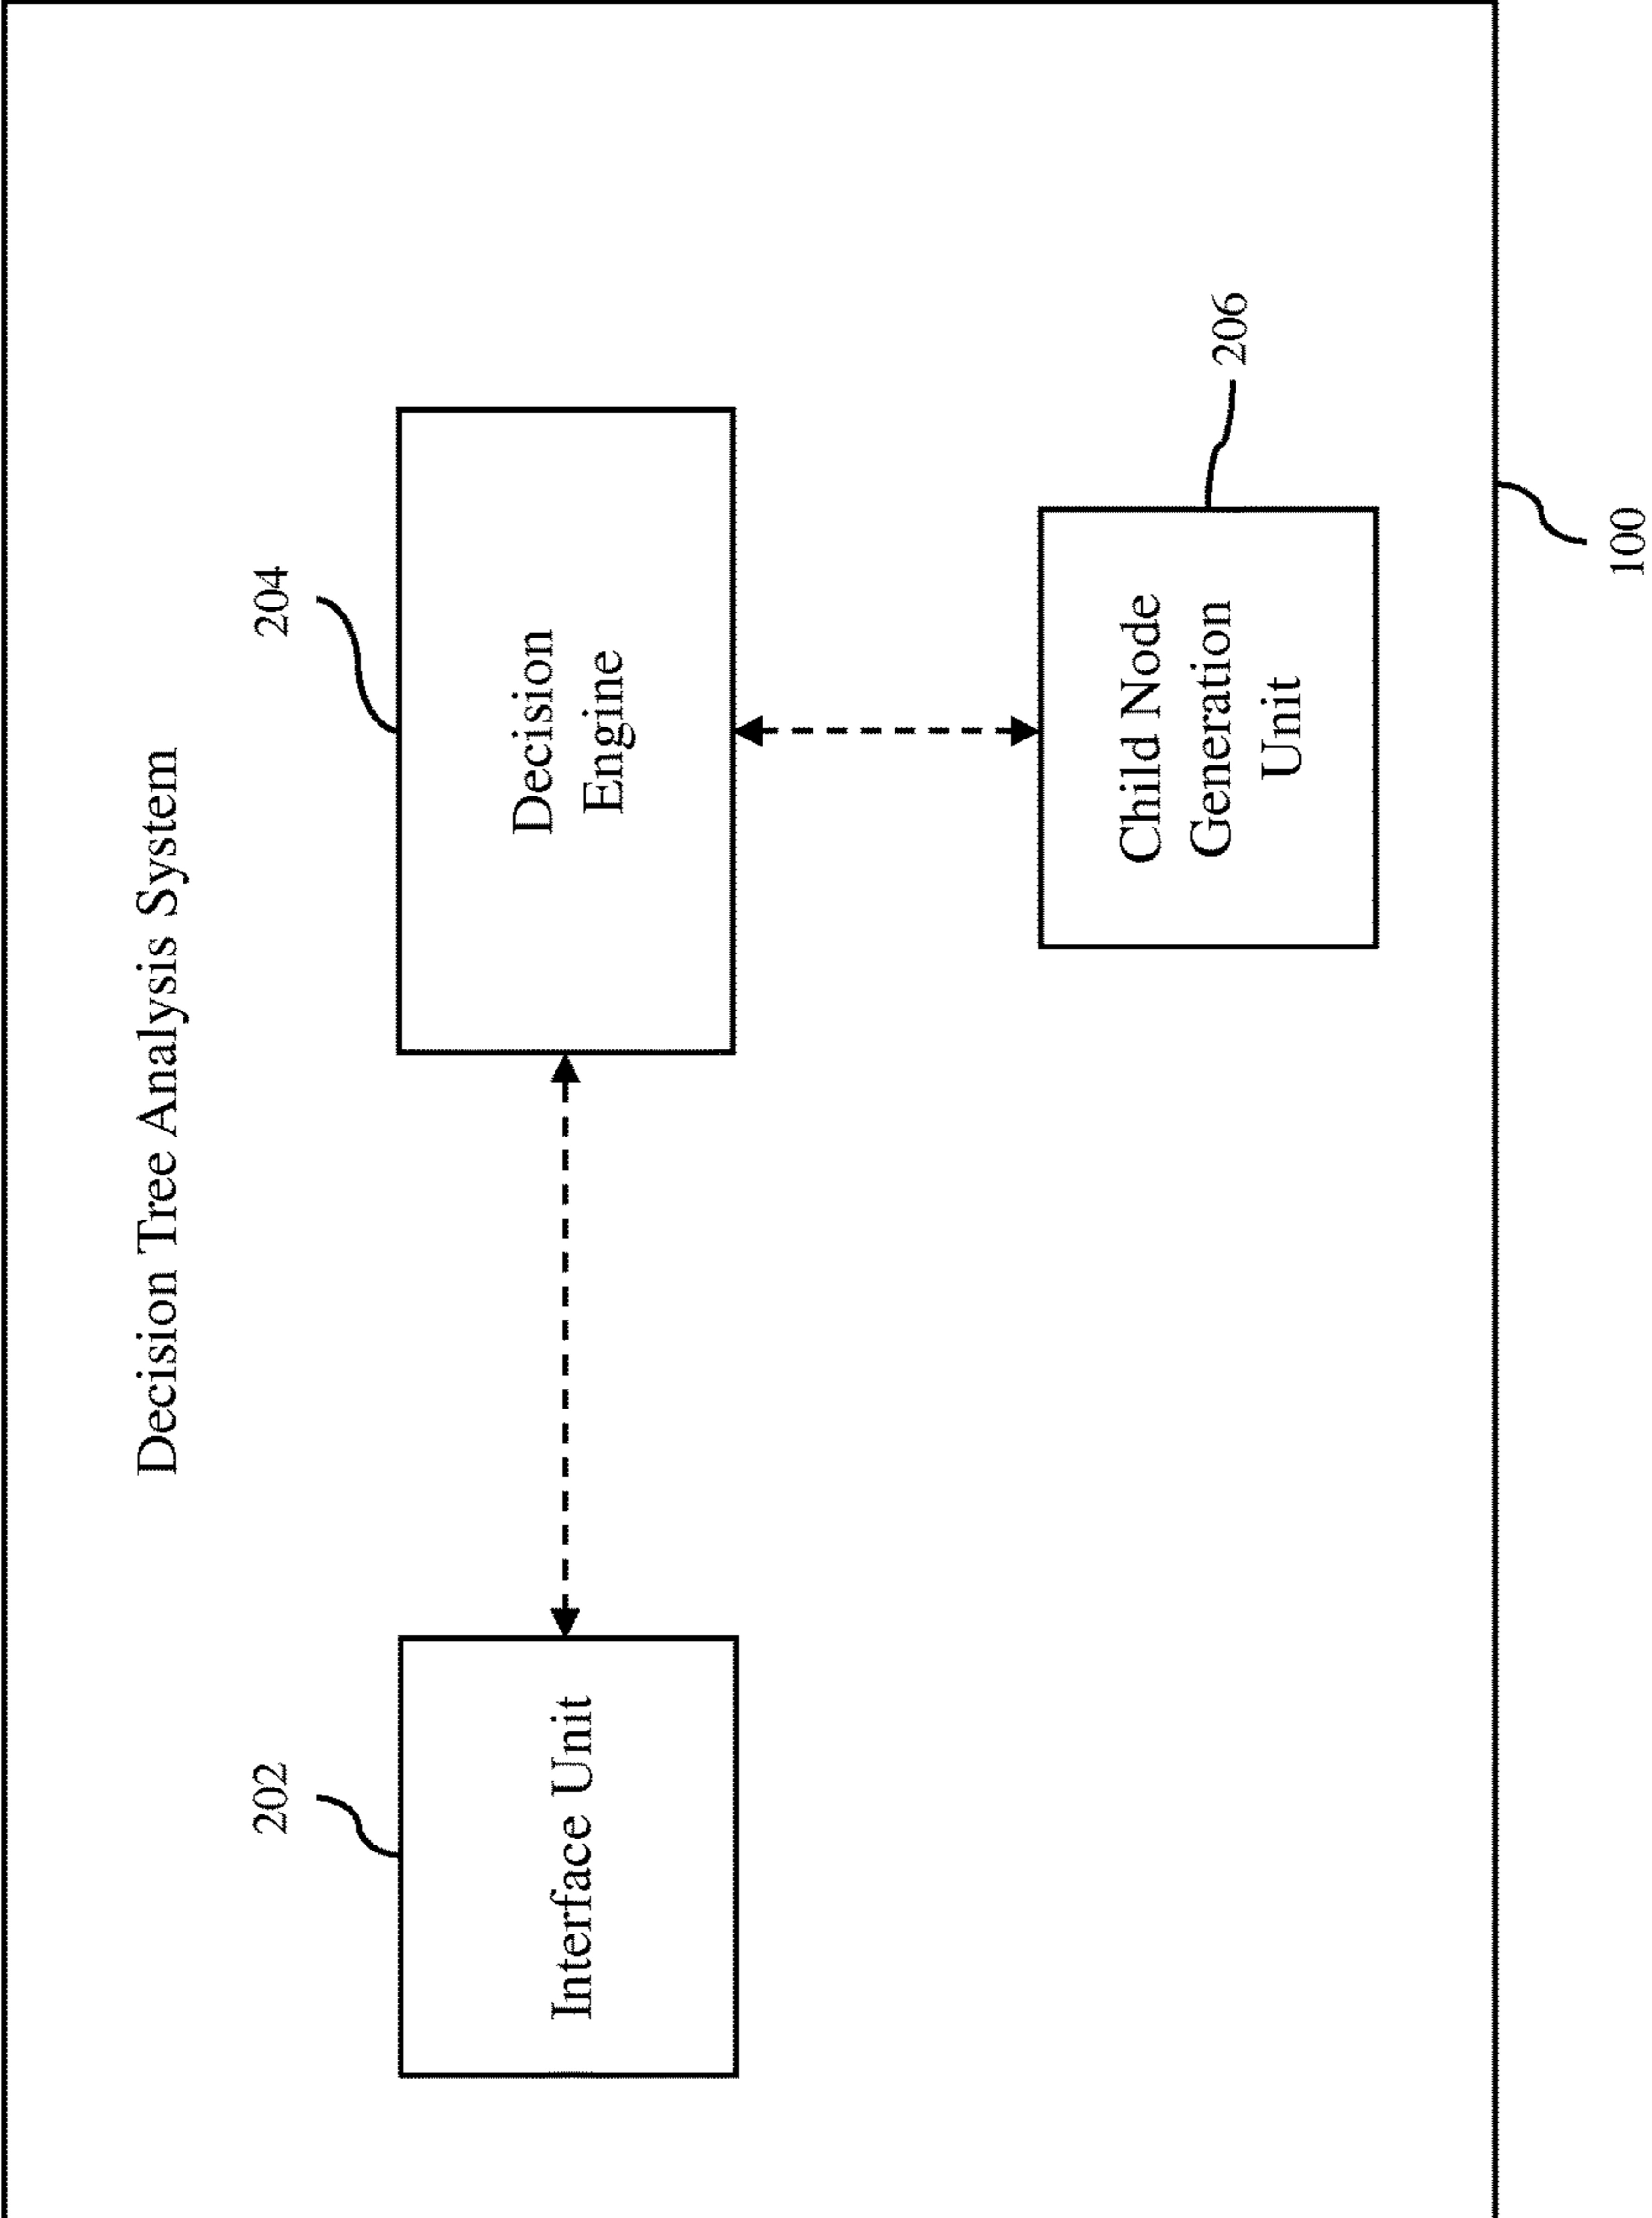 Decision Tree Analysis System
202
204
Interface Unit
Decision
Engine
206
Child Node
Generation
Unit
100